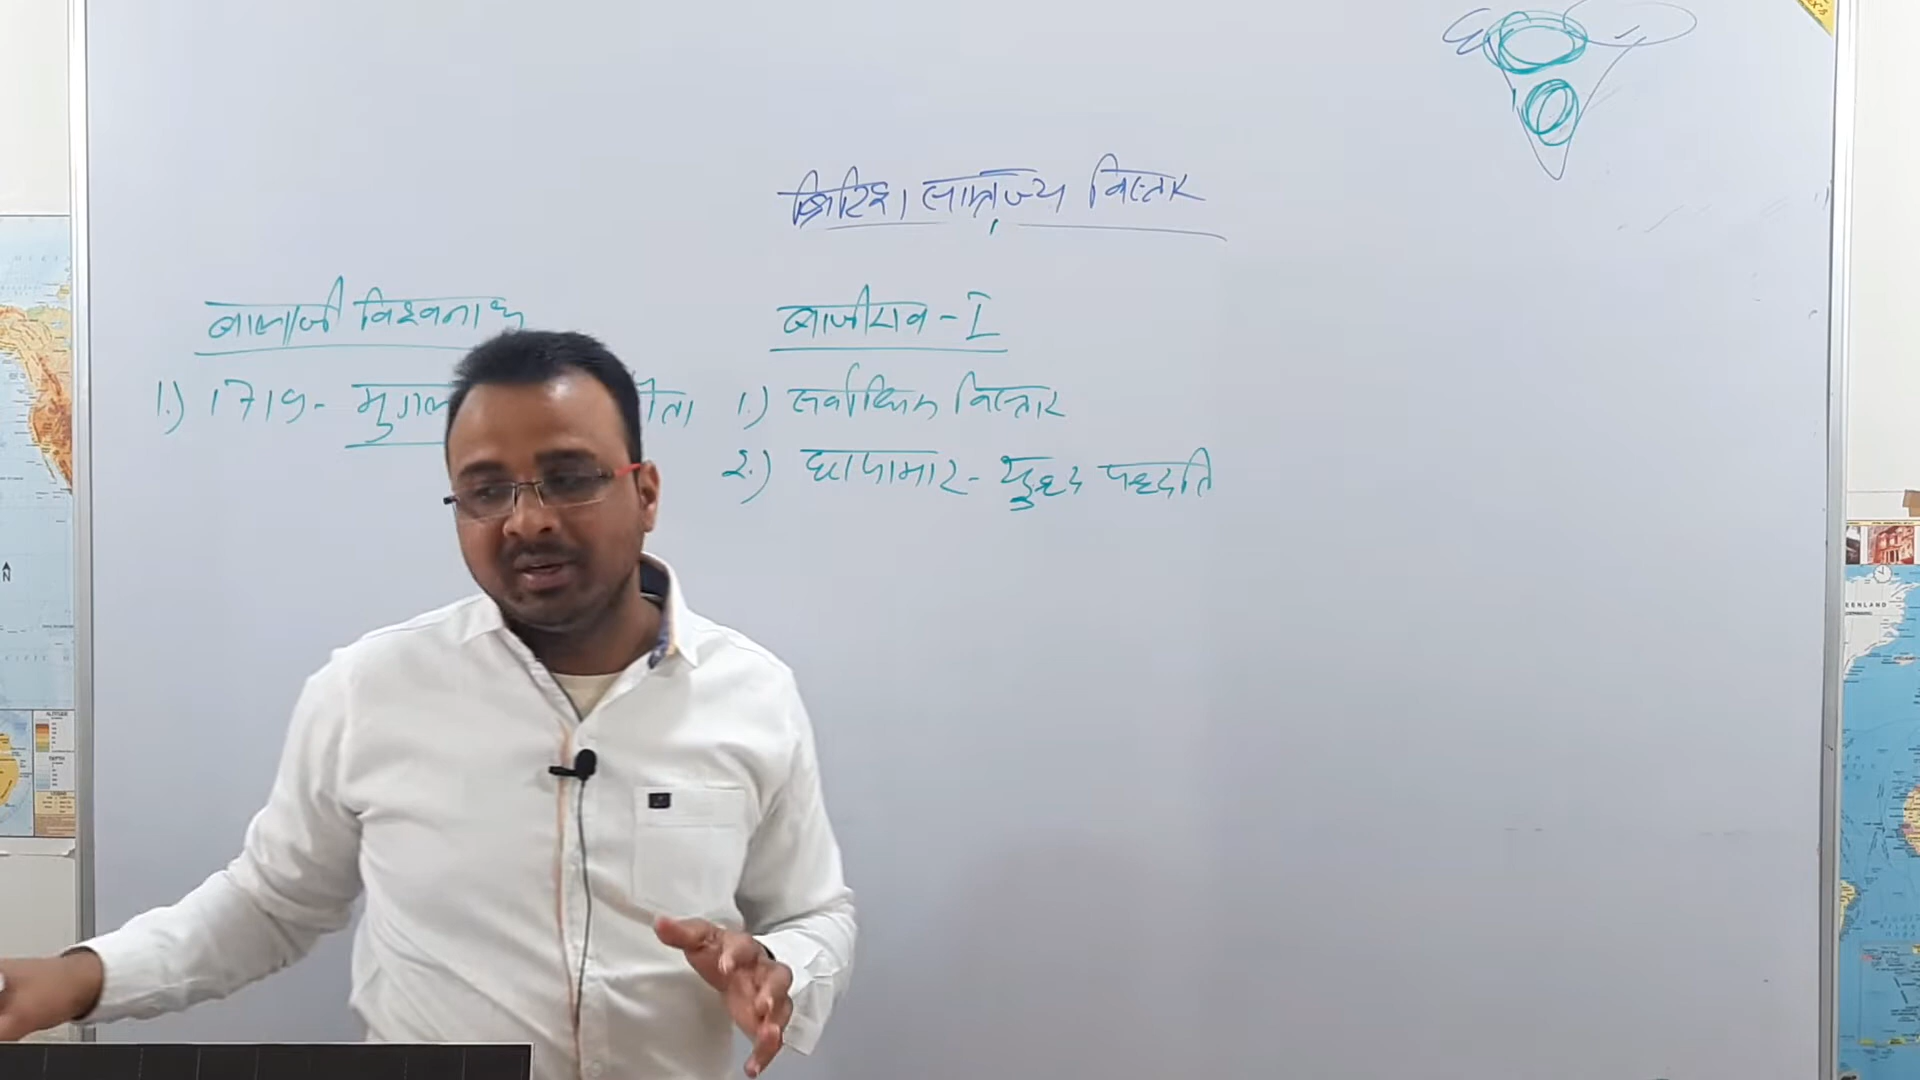 ब्रिटिश साम्राज्य विस्तार
बालाजी विश्वनाथ
1.) 1719- मुगल
बाजीराव - I
1.) सर्वाधिक विस्तार
2.) छापामार - युद्ध पद्धति
N